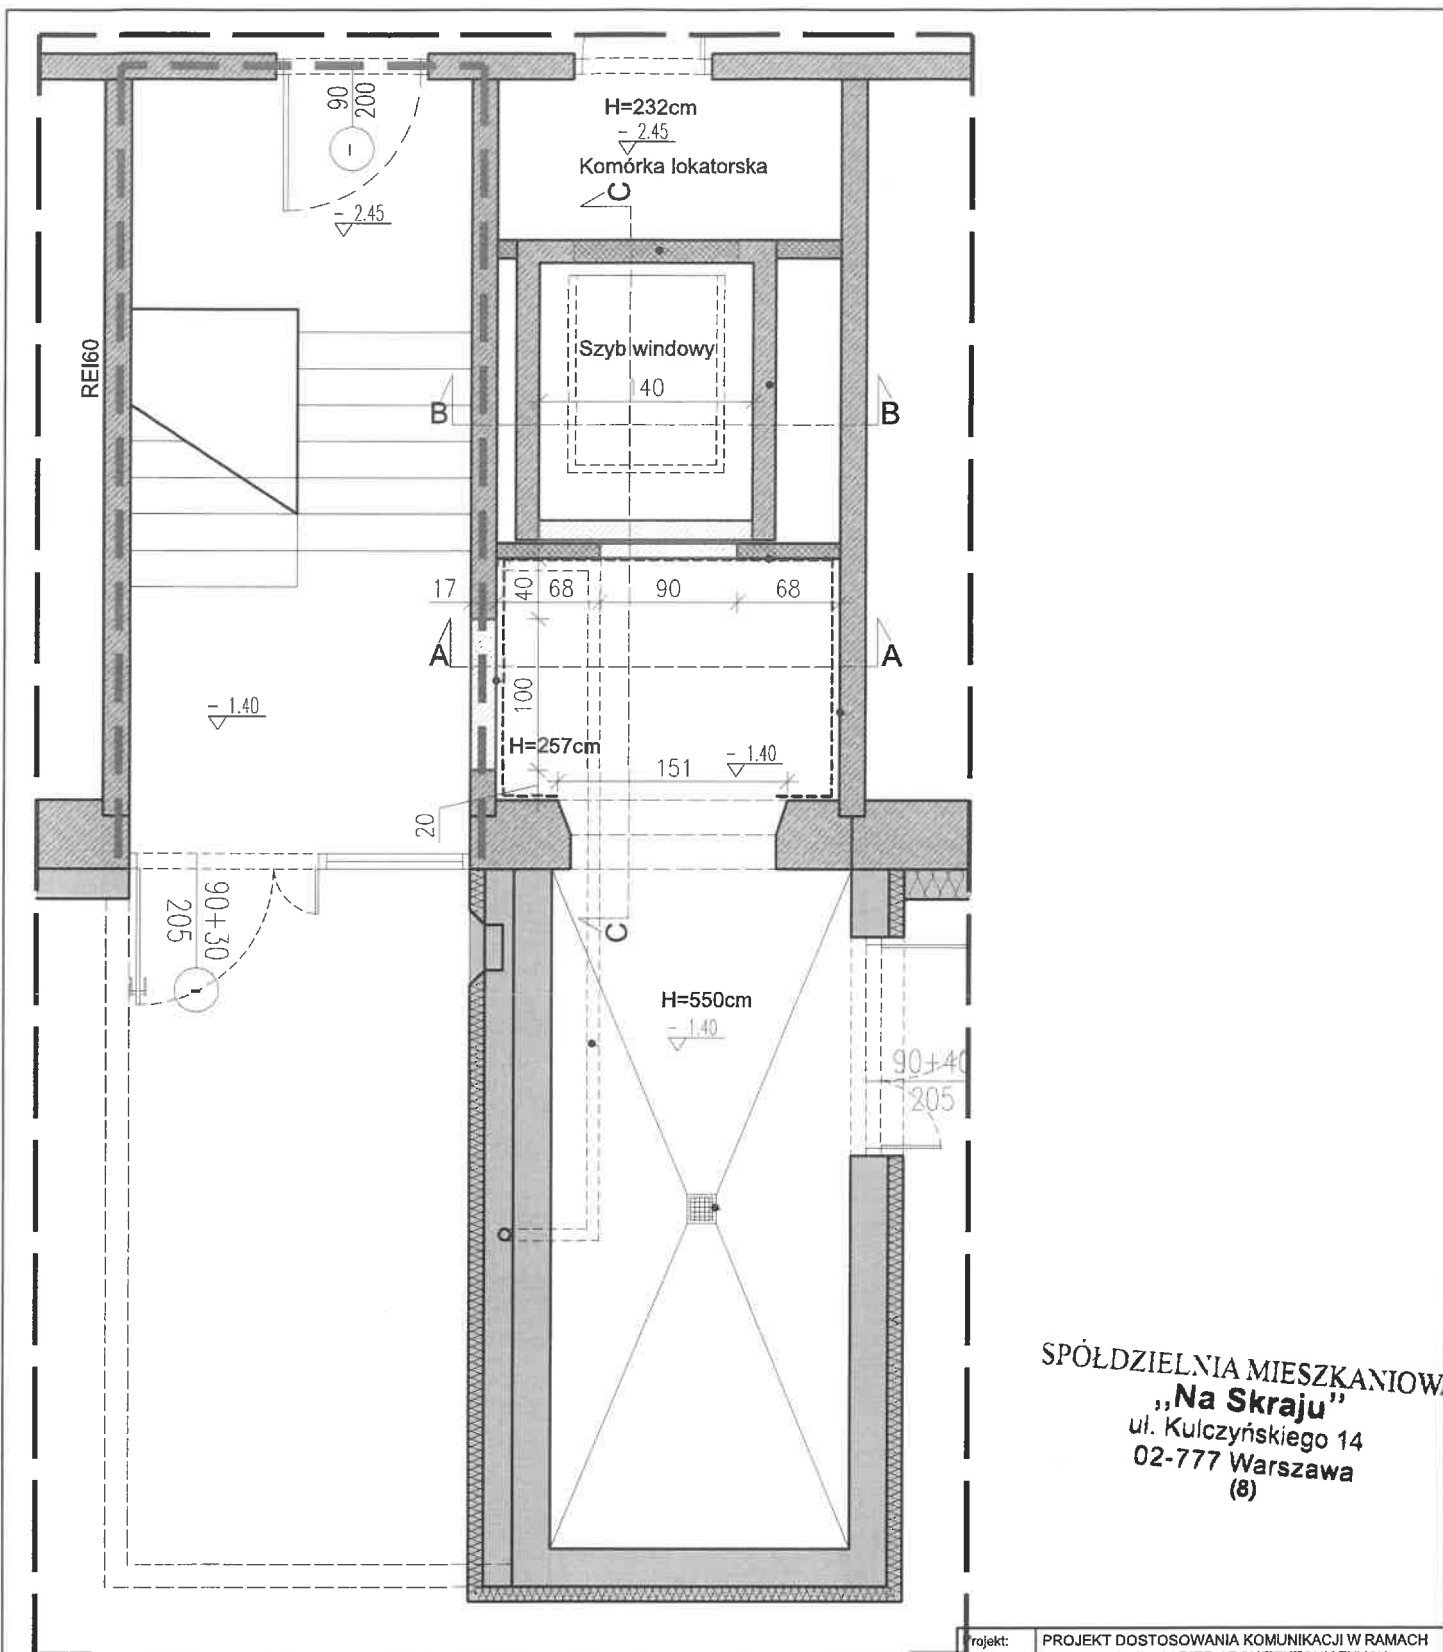 90
200
I
H=232cm
- 2.45
Komórka lokatorska
C
- 2.45
REI60
Szyb windowy
40
B
B
17
40
68
90
68
A
A
100
- 1.40
H=257cm
- 1.40
151
20
90+30
205
I
C
H=550cm
- 1.40
90+40
205
SPÓŁDZIELNIA MIESZKANIOWA
„Na Skraju”
ul. Kulczyńskiego 14
02-777 Warszawa
(8)
Projekt: PROJEKT DOSTOSOWANIA KOMUNIKACJI W RAMACH